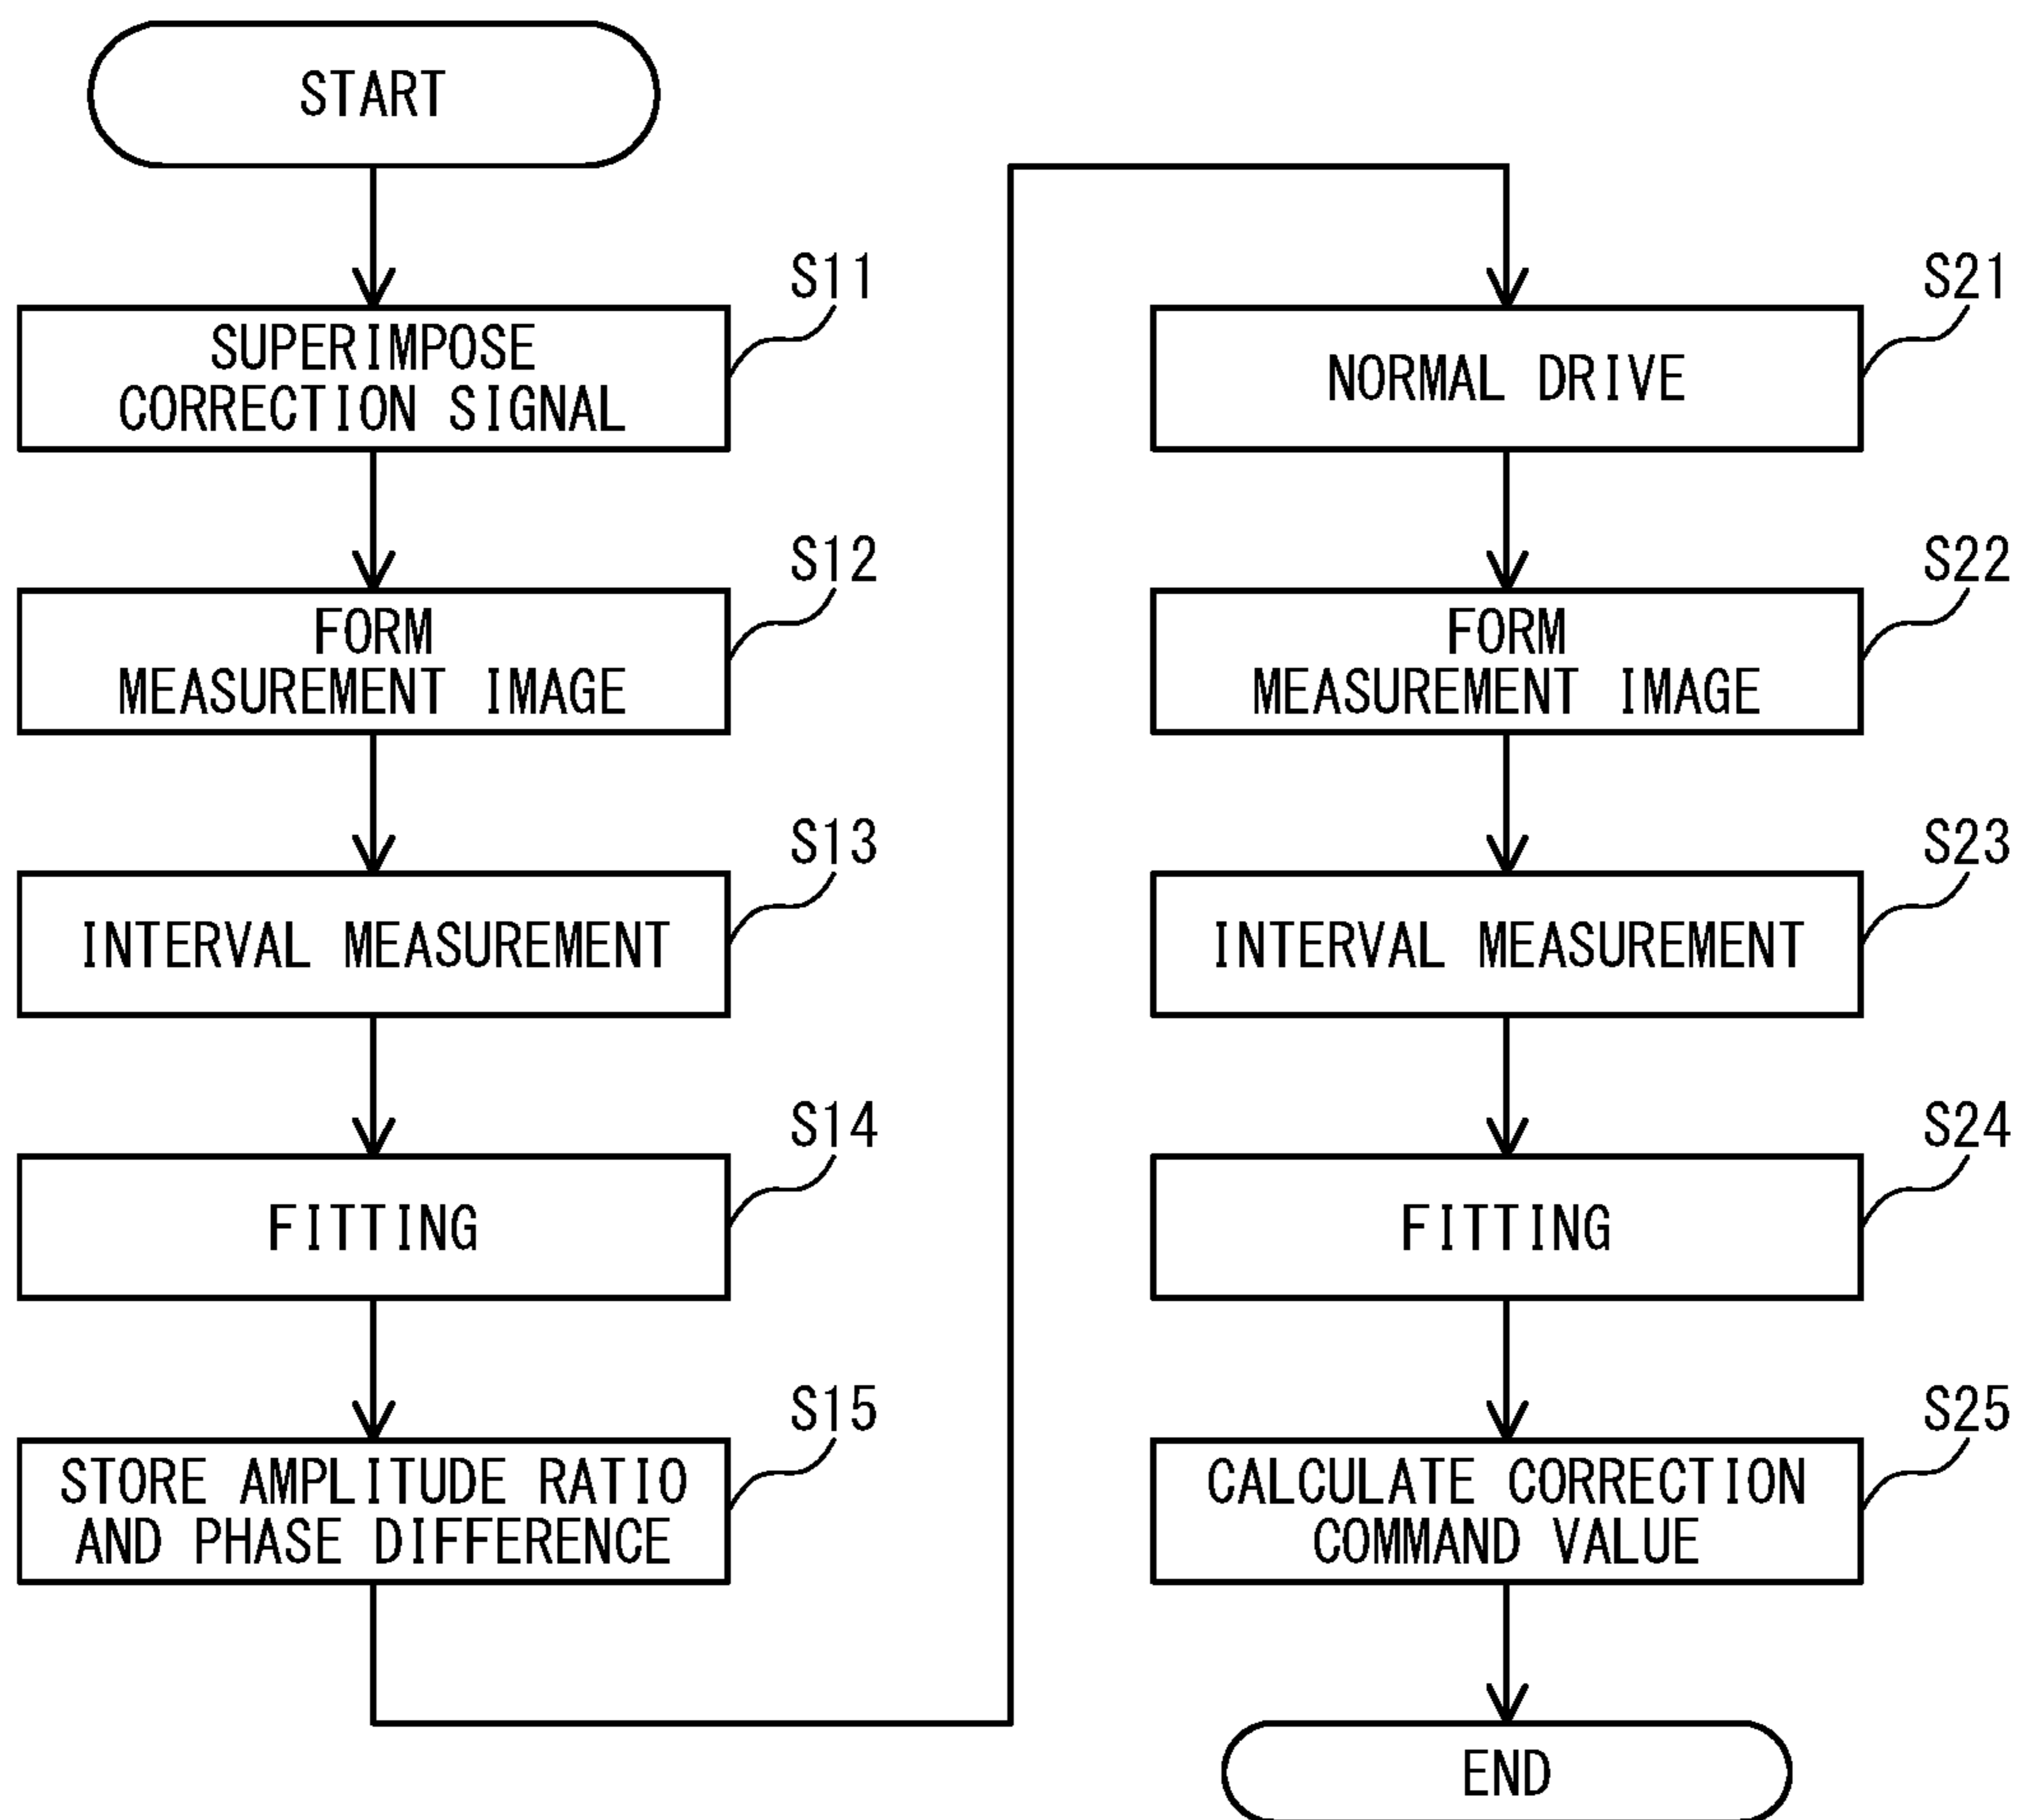 START
S11
SUPERIMPOSE
CORRECTION SIGNAL
S12
FORM
MEASUREMENT IMAGE
S13
INTERVAL MEASUREMENT
S14
FITTING
S15
STORE AMPLITUDE RATIO
AND PHASE DIFFERENCE
S21
NORMAL DRIVE
S22
FORM
MEASUREMENT IMAGE
S23
INTERVAL MEASUREMENT
S24
FITTING
S25
CALCULATE CORRECTION
COMMAND VALUE
END